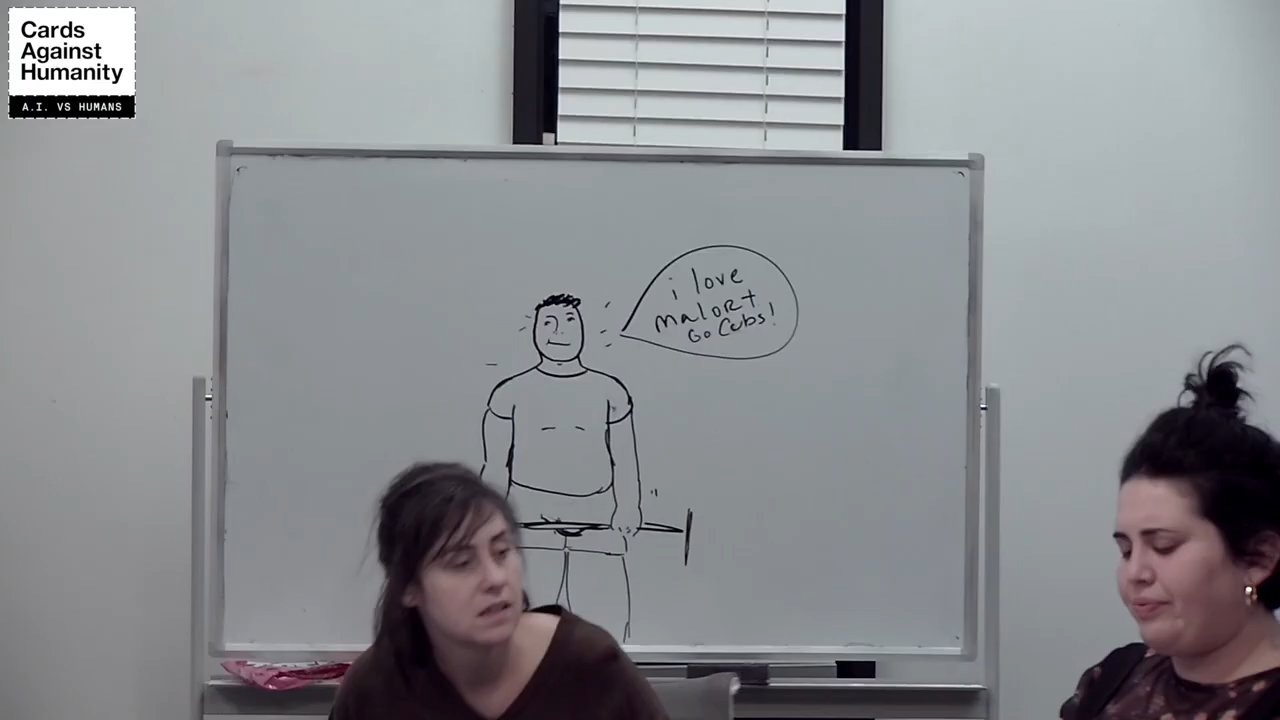 Cards
Against
Humanity
A.I. VS HUMANS
i love
malort
Go Cubs!